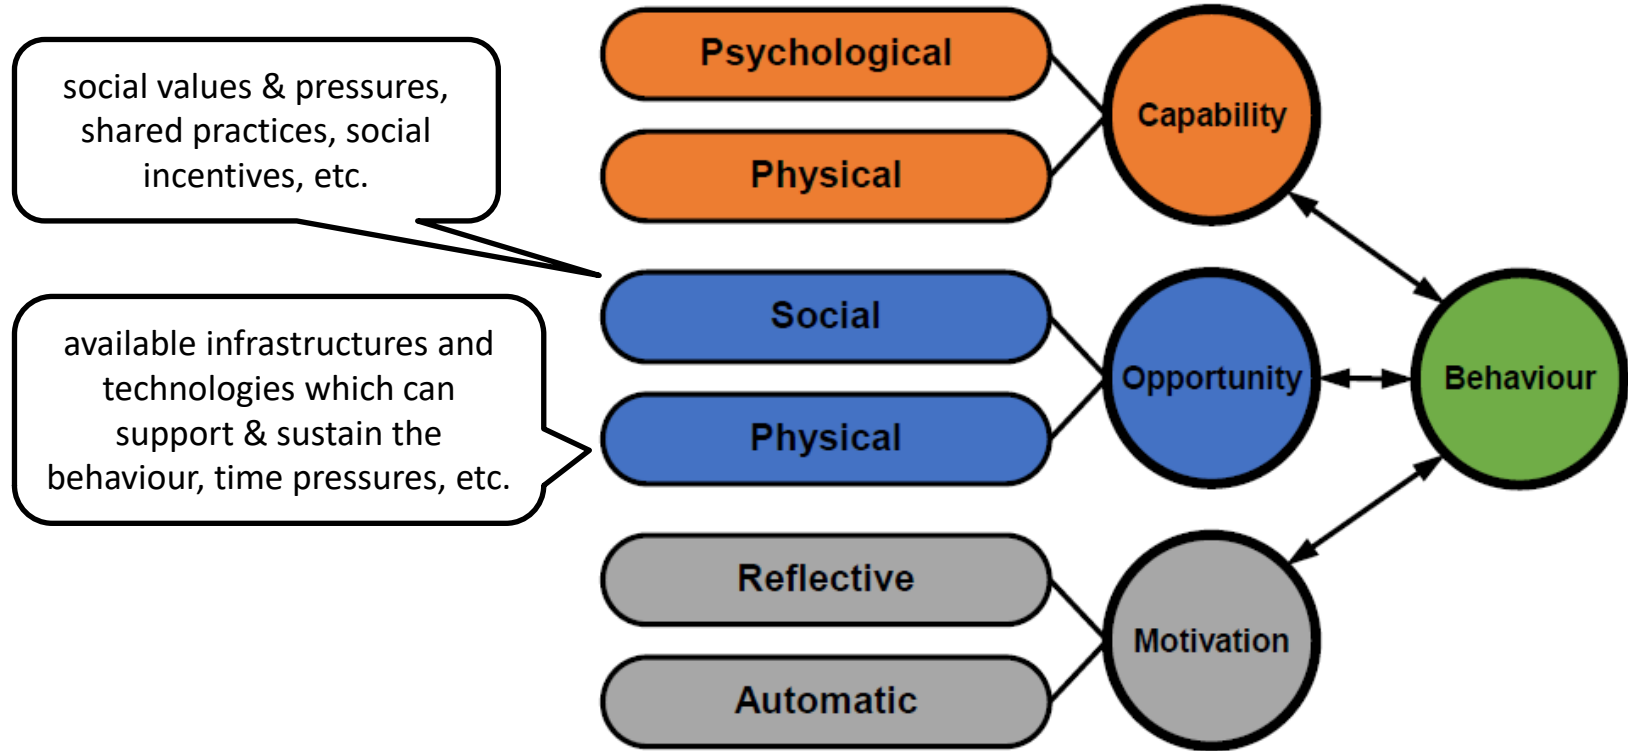 social values & pressures,
shared practices, social
incentives, etc.
available infrastructures and
technologies which can
support & sustain the
behaviour, time pressures, etc.
Psychological
Physical
Capability
Social
Physical
Opportunity
Behaviour
Reflective
Automatic
Motivation